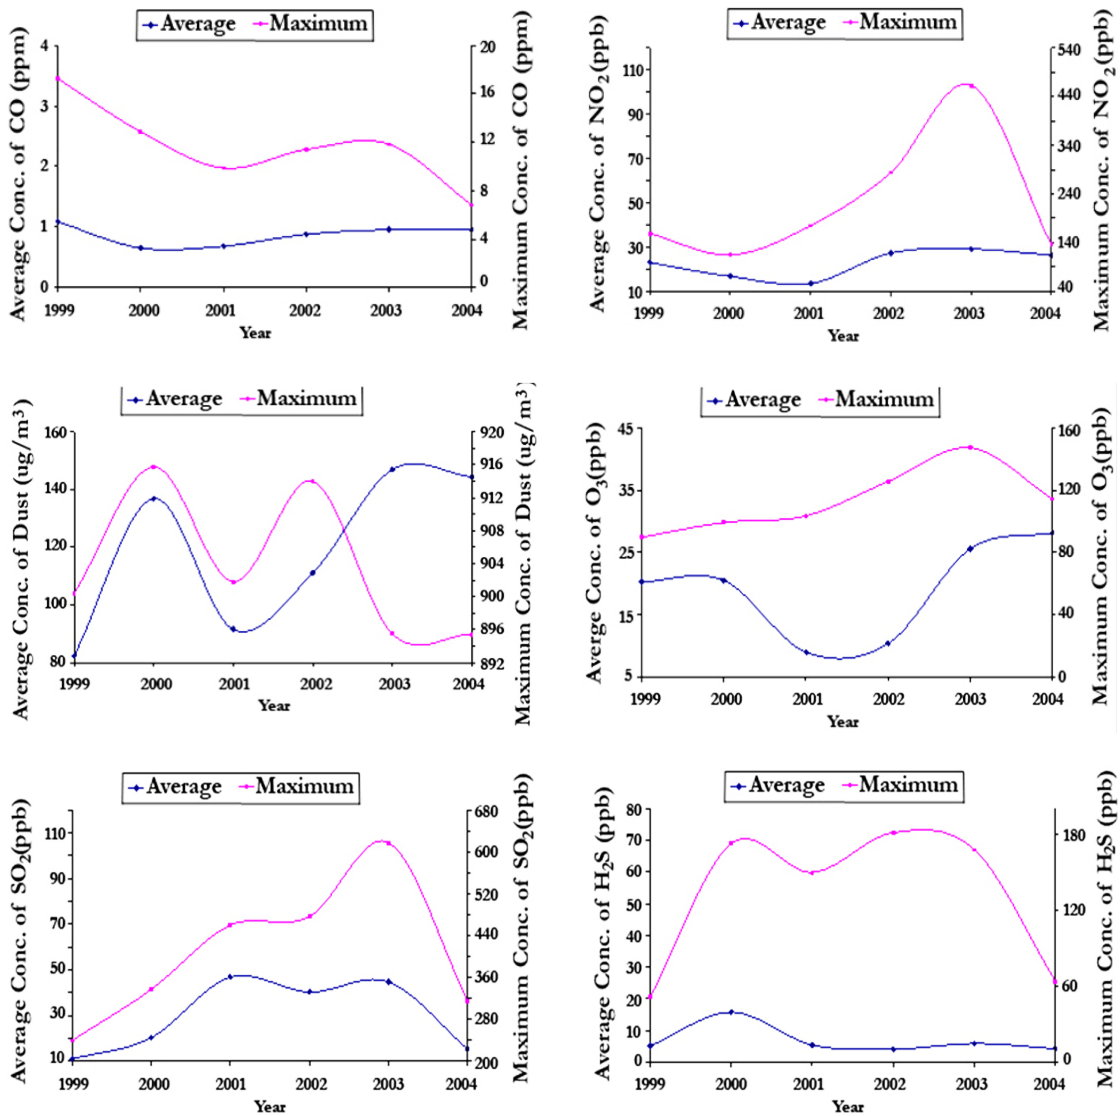 Average Maximum
Average Conc. of CO (ppm)
4
3
2
1
0
Maximum Conc. of CO (ppm)
20
16
12
8
4
0
1999 2000 2001 2002 2003 2004
Year
Average Maximum
Average Conc. of NO2(ppb)
110
90
70
50
30
10
Maximum Conc. of NO2(ppb)
540
440
340
240
140
40
1999 2000 2001 2002 2003 2004
Year
Average Maximum
Average Conc. of Dust (ug/m3)
160
140
120
100
80
Maximum Conc. of Dust (ug/m3)
920
916
912
908
904
900
896
892
1999 2000 2001 2002 2003 2004
Year
Average Maximum
Averge Conc. of O3(ppb)
45
35
25
15
5
Maximum Conc. of O3(ppb)
160
120
80
40
0
1999 2000 2001 2002 2003 2004
Year
Average Maximum
Average Conc. of SO2(ppb)
110
90
70
50
30
10
Maximum Conc. of SO2(ppb)
680
600
520
440
360
280
200
1999 2000 2001 2002 2003 2004
Year
Average Maximum
Average Conc. of H2S (ppb)
80
70
60
50
40
30
20
10
0
Maximum Conc. of H2S (ppb)
180
120
60
0
1999 2000 2001 2002 2003 2004
Year